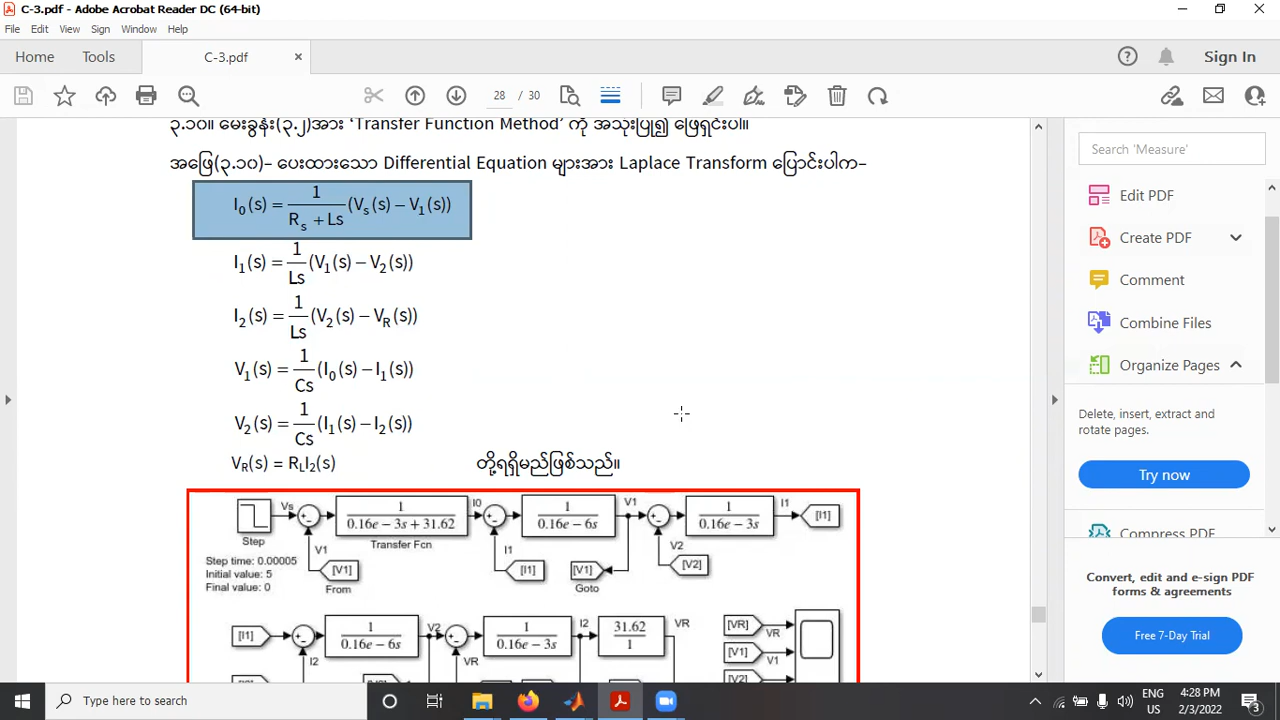 C-3.pdf - Adobe Acrobat Reader DC (64-bit)
File Edit View Sign Window Help
Home Tools C-3.pdf × Sign In
28 / 30
၃.၁၀။ မေးခွန်း(၃.၂)အား ‘Transfer Function Method’ ကို အသုံးပြု၍ ဖြေရှင်းပါ။
အဖြေ(၃.၁၀)– ပေးထားသော Differential Equation များအား Laplace Transform ပြောင်းပါက–
I₀(s) = 1/(Rₛ + Ls) (Vₛ(s) – V₁(s))
I₁(s) = 1/Ls (V₁(s) – V₂(s))
I₂(s) = 1/Ls (V₂(s) – V_R(s))
V₁(s) = 1/Cs (I₀(s) – I₁(s))
V₂(s) = 1/Cs (I₁(s) – I₂(s))
V_R(s) = R_LI₂(s) တို့ရရှိမည်ဖြစ်သည်။
Vs 1/(0.16e – 3s + 31.62) I0 1/(0.16e – 6s) V1 1/(0.16e – 3s) I1 [I1]
Step Transfer Fcn
V1 I1 V2
Step time: 0.00005
Initial value: 5
Final value: 0
[V1] [I1] [V1] [V2]
From Goto
[I1] 1/(0.16e – 6s) V2 1/(0.16e – 3s) I2 31.62/1 VR
I2 VR
[VR] VR
[V1] V1
[V2]
Search 'Measure'
Edit PDF
Create PDF
Comment
Combine Files
Organize Pages
Delete, insert, extract and
rotate pages.
Try now
Compress PDF
Convert, edit and e-sign PDF
forms & agreements
Free 7-Day Trial
Type here to search
ENG
US
4:28 PM
2/3/2022
3